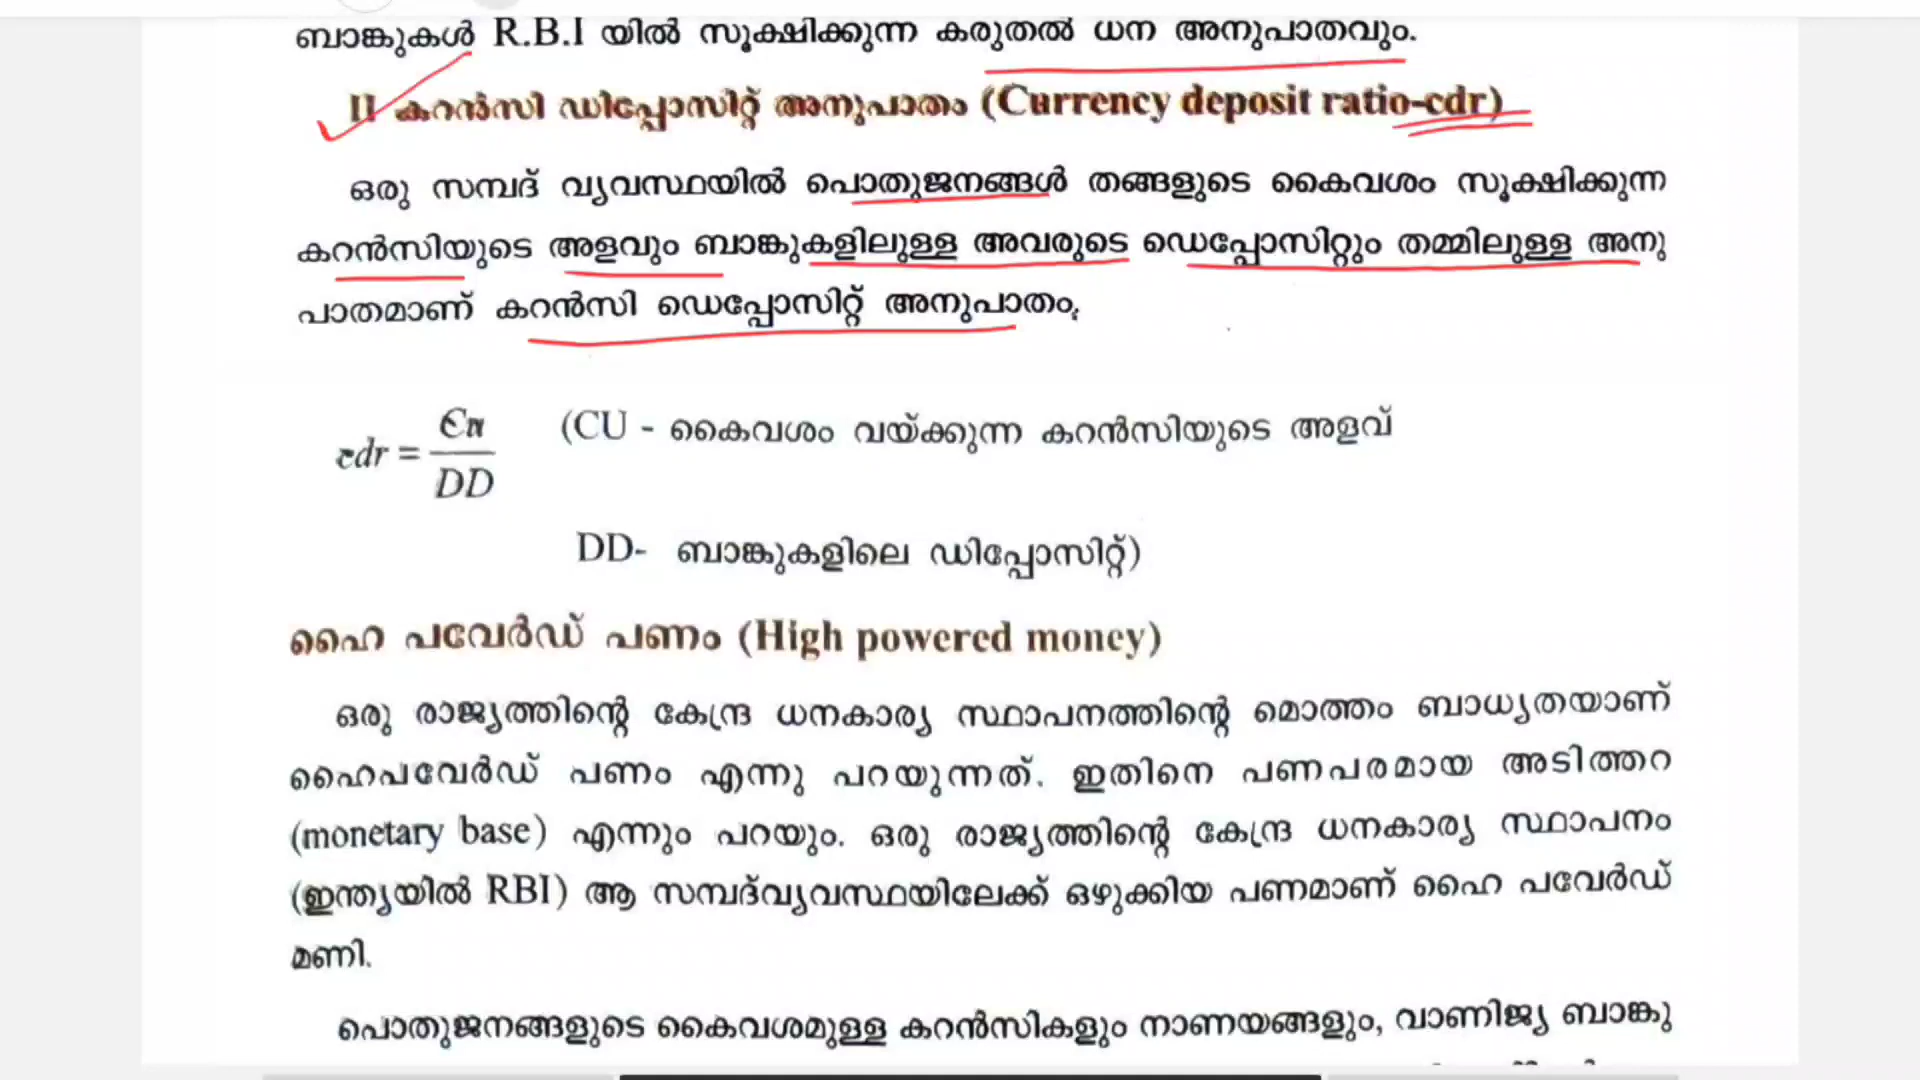 ബാങ്കുകൾ R.B.I യിൽ സൂക്ഷിക്കുന്ന കരുതൽ ധന അനുപാതവും.
II കറൻസി ഡിപ്പോസിറ്റ് അനുപാതം (Currency deposit ratio-cdr)
ഒരു സമ്പദ് വ്യവസ്ഥയിൽ പൊതുജനങ്ങൾ തങ്ങളുടെ കൈവശം സൂക്ഷിക്കുന്ന
കറൻസിയുടെ അളവും ബാങ്കുകളിലുള്ള അവരുടെ ഡെപ്പോസിറ്റും തമ്മിലുള്ള അനു
പാതമാണ് കറൻസി ഡെപ്പോസിറ്റ് അനുപാതം.
cdr = Cu / DD (CU - കൈവശം വയ്ക്കുന്ന കറൻസിയുടെ അളവ്
DD- ബാങ്കുകളിലെ ഡിപ്പോസിറ്റ്)
ഹൈ പവേർഡ് പണം (High powered money)
ഒരു രാജ്യത്തിന്റെ കേന്ദ്ര ധനകാര്യ സ്ഥാപനത്തിന്റെ മൊത്തം ബാധ്യതയാണ്
ഹൈപവേർഡ് പണം എന്നു പറയുന്നത്. ഇതിനെ പണപരമായ അടിത്തറ
(monetary base) എന്നും പറയും. ഒരു രാജ്യത്തിന്റെ കേന്ദ്ര ധനകാര്യ സ്ഥാപനം
(ഇന്ത്യയിൽ RBI) ആ സമ്പദ്‌വ്യവസ്ഥയിലേക്ക് ഒഴുക്കിയ പണമാണ് ഹൈ പവേർഡ്
മണി.
പൊതുജനങ്ങളുടെ കൈവശമുള്ള കറൻസികളും നാണയങ്ങളും, വാണിജ്യ ബാങ്കു